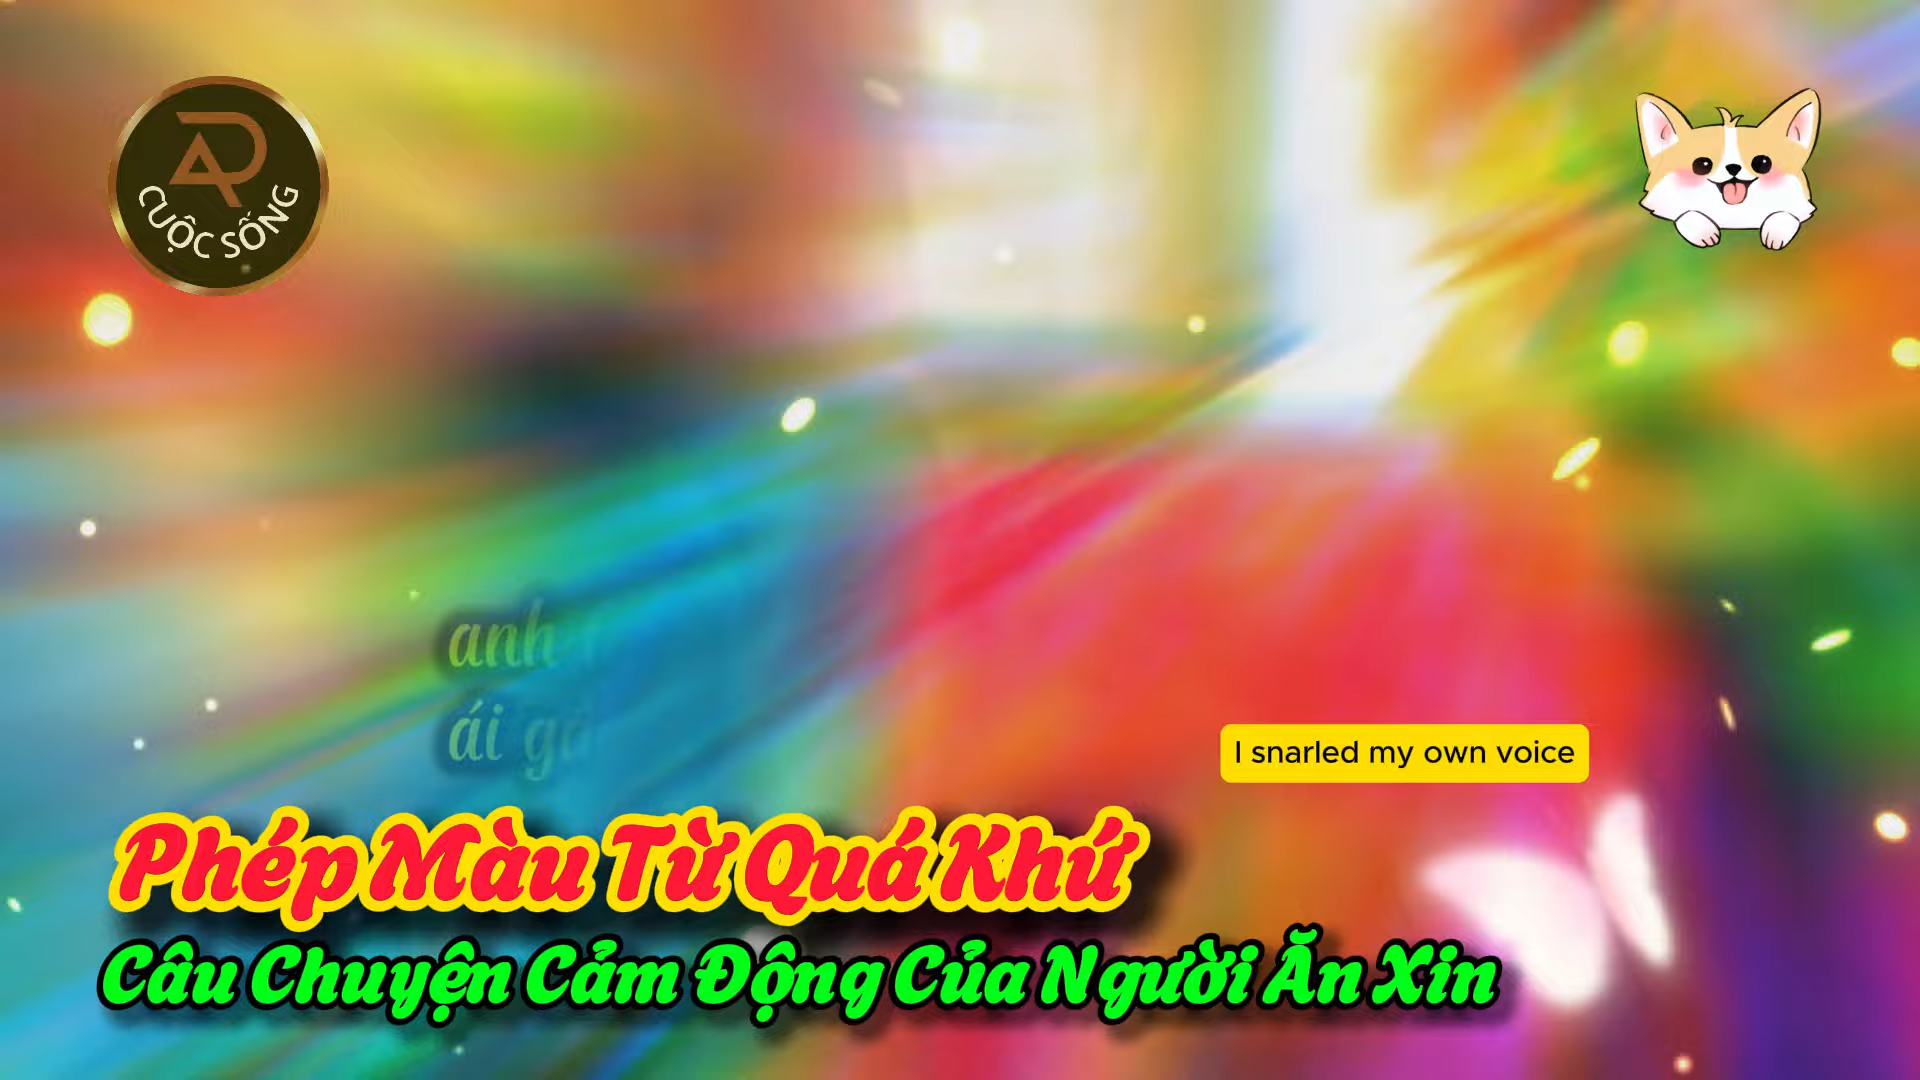 CUỘC SỐNG
anh
ái gá
I snarled my own voice
Phép Màu Từ Quá Khứ
Câu Chuyện Cảm Động Của Người Ăn Xin